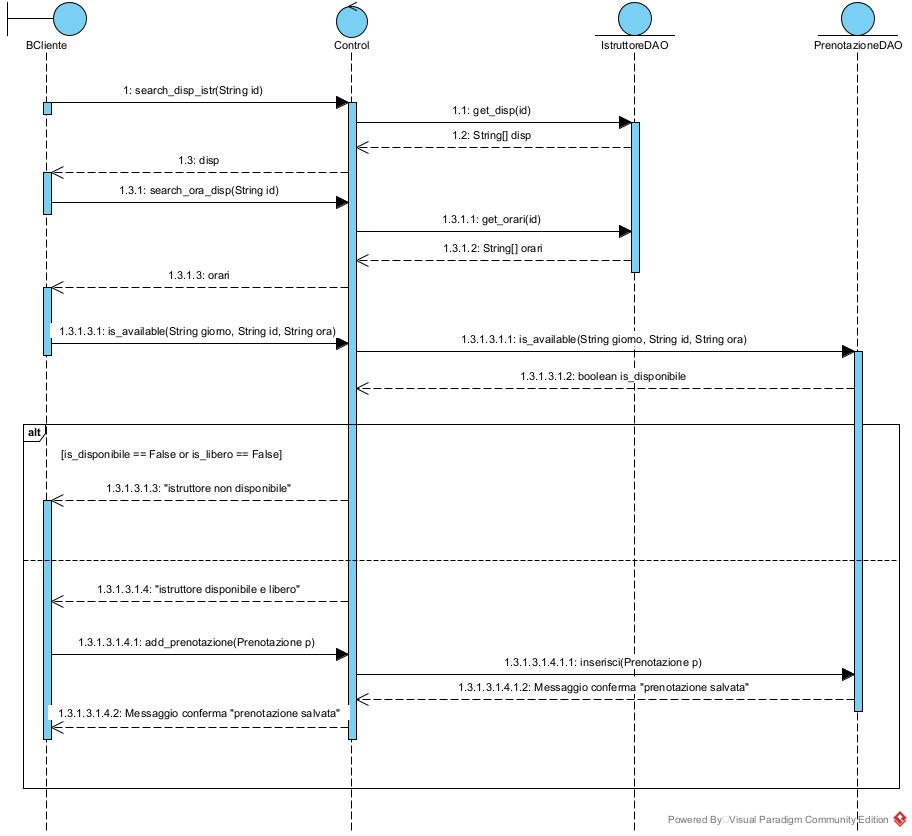 BCliente
Control
IstruttoreDAO
PrenotazioneDAO
1: search_disp_istr(String id)
1.1: get_disp(id)
1.2: String[] disp
1.3: disp
1.3.1: search_ora_disp(String id)
1.3.1.1: get_orari(id)
1.3.1.2: String[] orari
1.3.1.3: orari
1.3.1.3.1: is_available(String giorno, String id, String ora)
1.3.1.3.1.1: is_available(String giorno, String id, String ora)
1.3.1.3.1.2: boolean is_disponibile
alt
[is_disponibile == False or is_libero == False]
1.3.1.3.1.3: "istruttore non disponibile"
1.3.1.3.1.4: "istruttore disponibile e libero"
1.3.1.3.1.4.1: add_prenotazione(Prenotazione p)
1.3.1.3.1.4.1.1: inserisci(Prenotazione p)
1.3.1.3.1.4.1.2: Messaggio conferma "prenotazione salvata"
1.3.1.3.1.4.2: Messaggio conferma "prenotazione salvata"
Powered By Visual Paradigm Community Edition